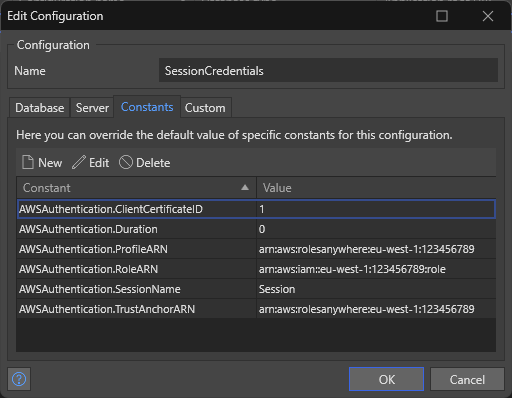 Edit Configuration
Configuration
Name SessionCredentials
Database Server Constants Custom
Here you can override the default value of specific constants for this configuration.
New Edit Delete
Constant Value
AWSAuthentication.ClientCertificateID 1
AWSAuthentication.Duration 0
AWSAuthentication.ProfileARN arn:aws:rolesanywhere:eu-west-1:123456789
AWSAuthentication.RoleARN arn:aws:iam::eu-west-1:123456789:role
AWSAuthentication.SessionName Session
AWSAuthentication.TrustAnchorARN arn:aws:rolesanywhere:eu-west-1:123456789
OK Cancel